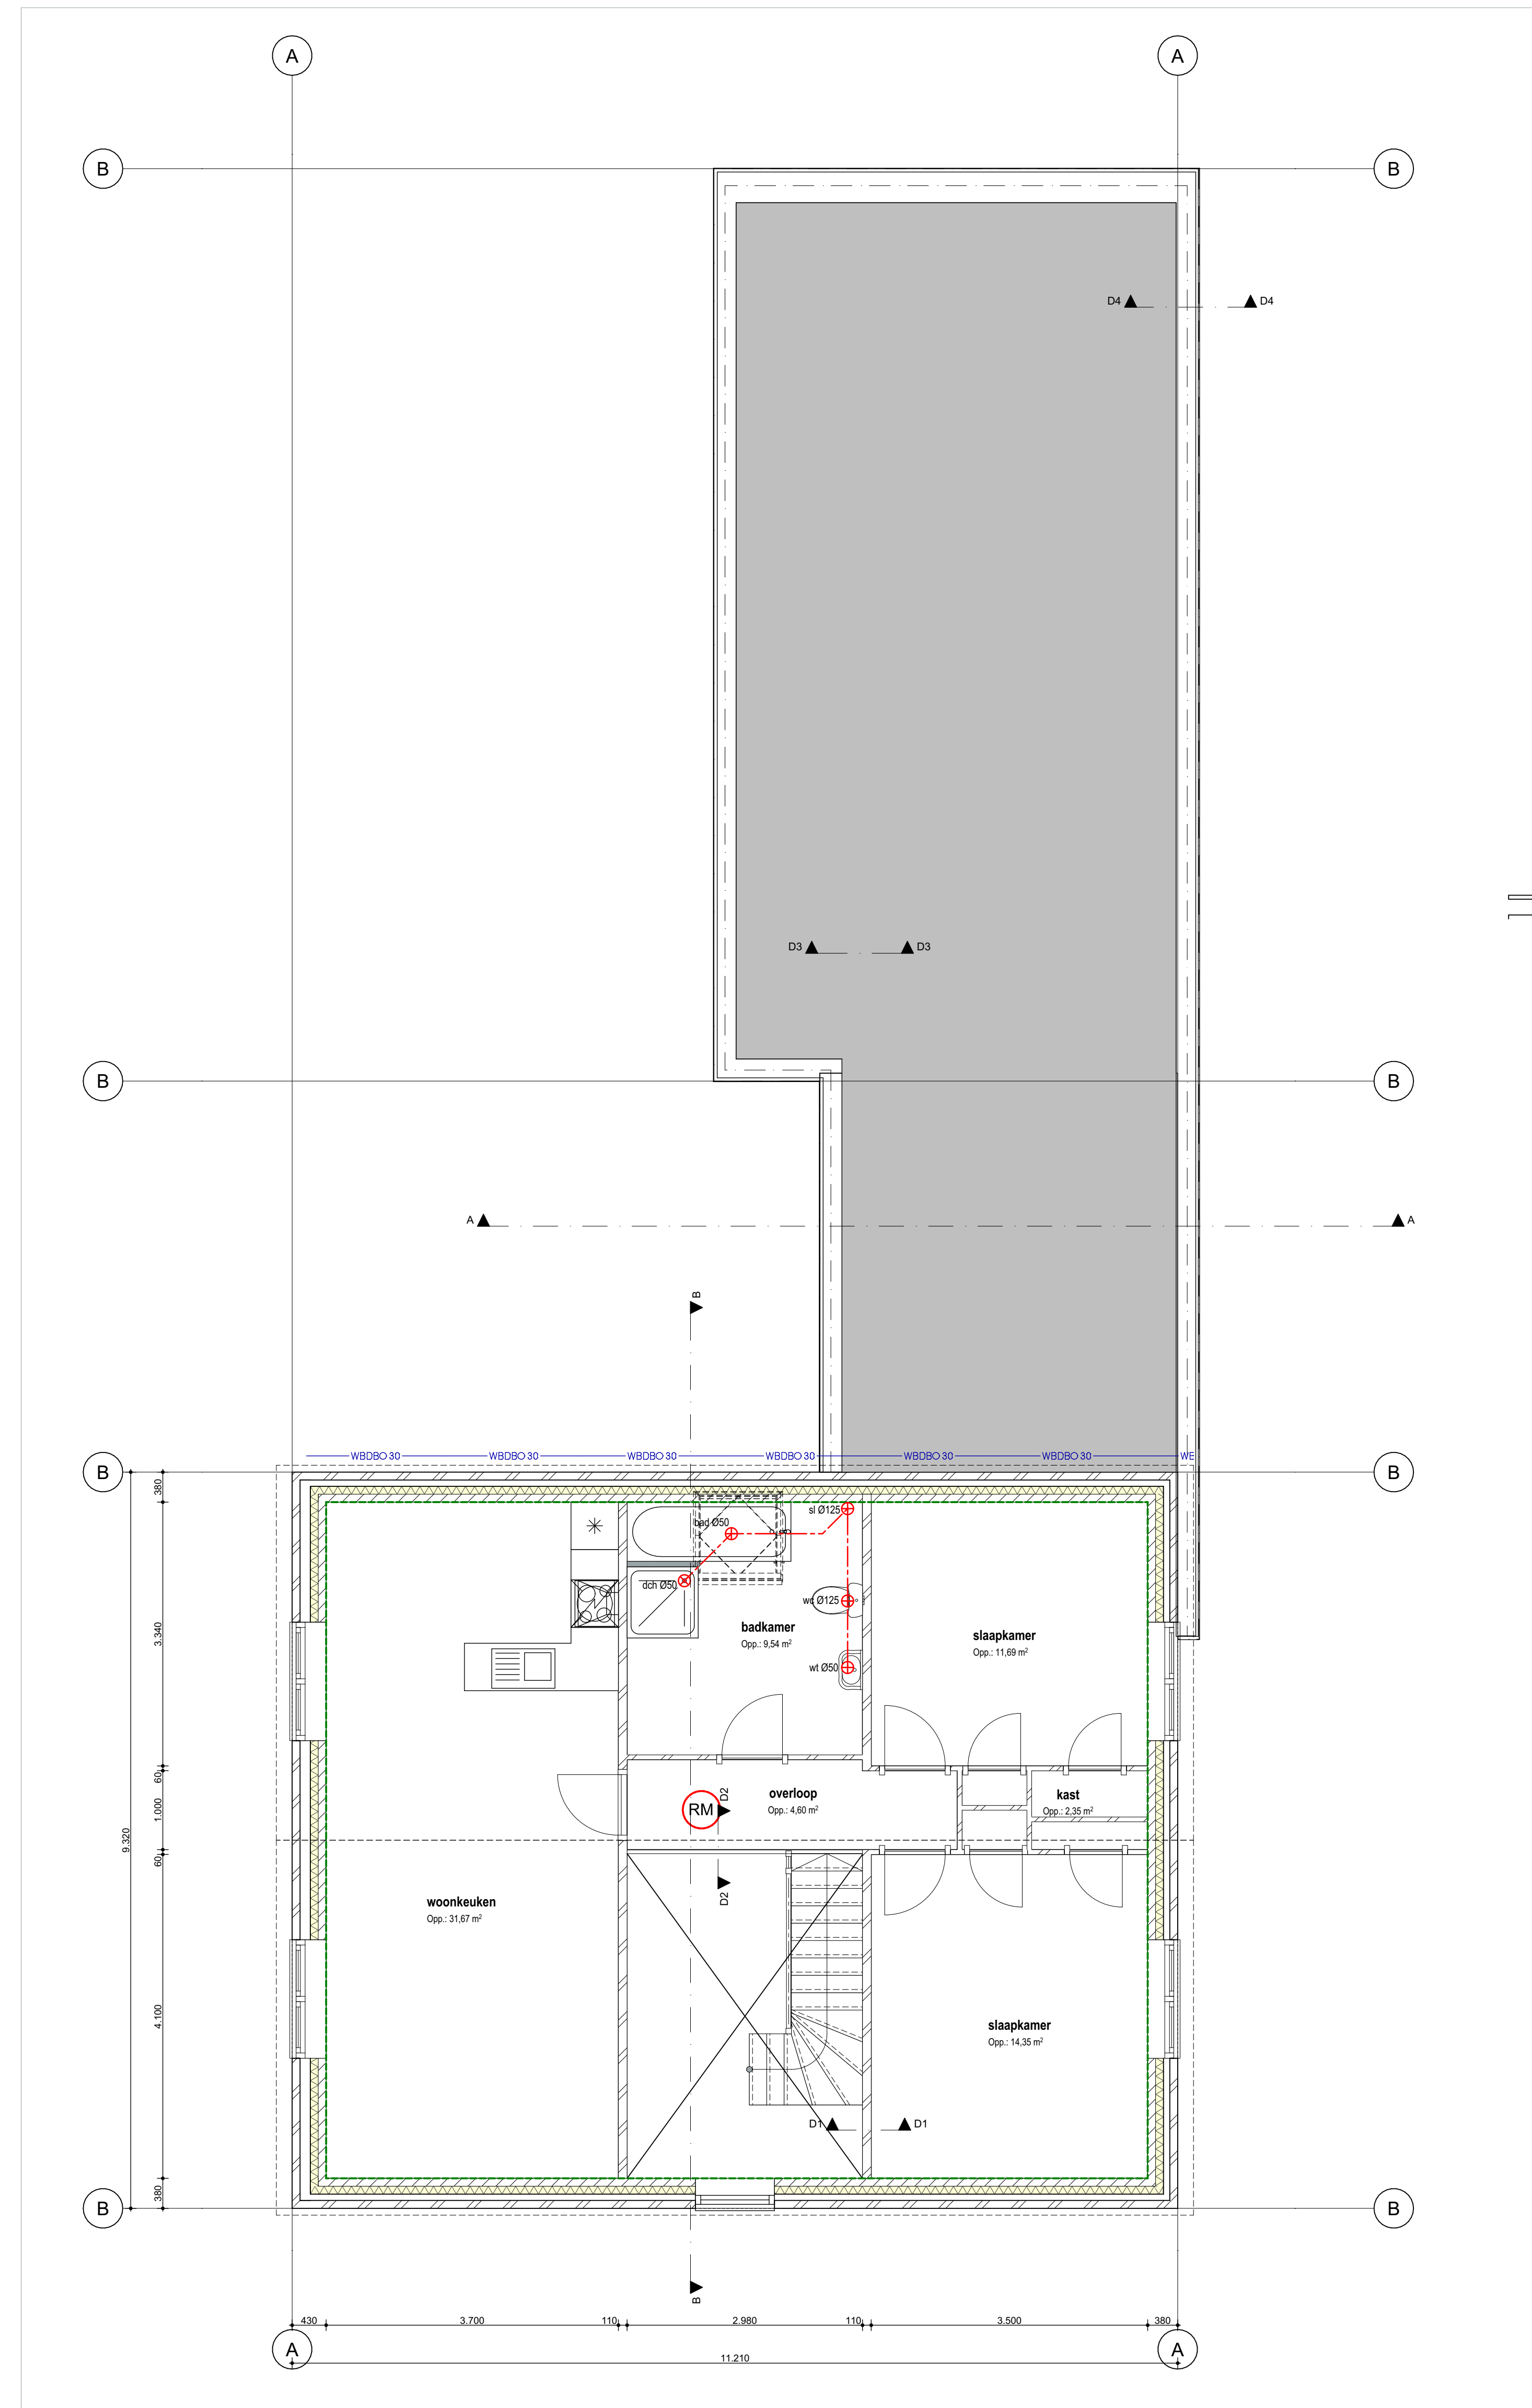 A
A
B
B
D4
D4
D3
D3
B
B
A
A
B
WBDBO 30
WBDBO 30
WBDBO 30
WBDBO 30
WBDBO 30
WBDBO 30
WE
B
B
380
bad Ø50
sl Ø125
dch Ø50
wc Ø125
badkamer
Opp.: 9,54 m²
slaapkamer
Opp.: 11,69 m²
wt Ø50
3.340
60
1.000
60
9.320
overloop
Opp.: 4,60 m²
RM
D2
D2
kast
Opp.: 2,35 m²
woonkeuken
Opp.: 31,67 m²
slaapkamer
Opp.: 14,35 m²
4.100
D1
D1
380
B
B
B
430
3.700
110
2.980
110
3.500
380
A
A
11.210